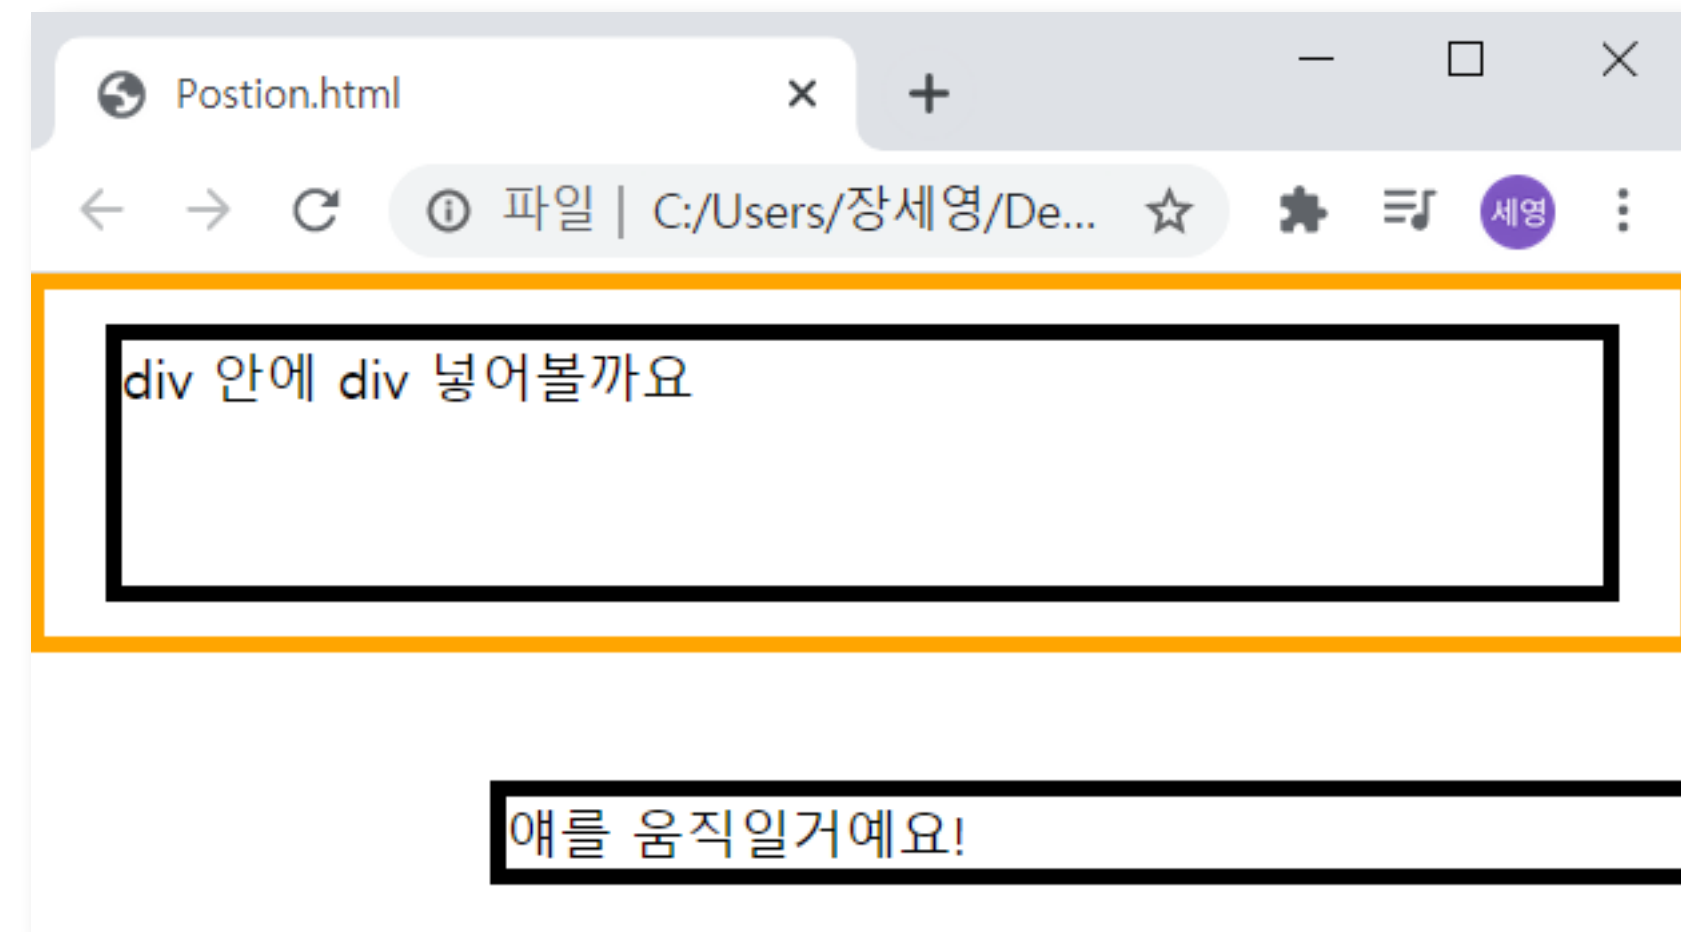 Postion.html
파일 | C:/Users/장세영/De... 세영
div 안에 div 넣어볼까요
얘를 움직일거예요!